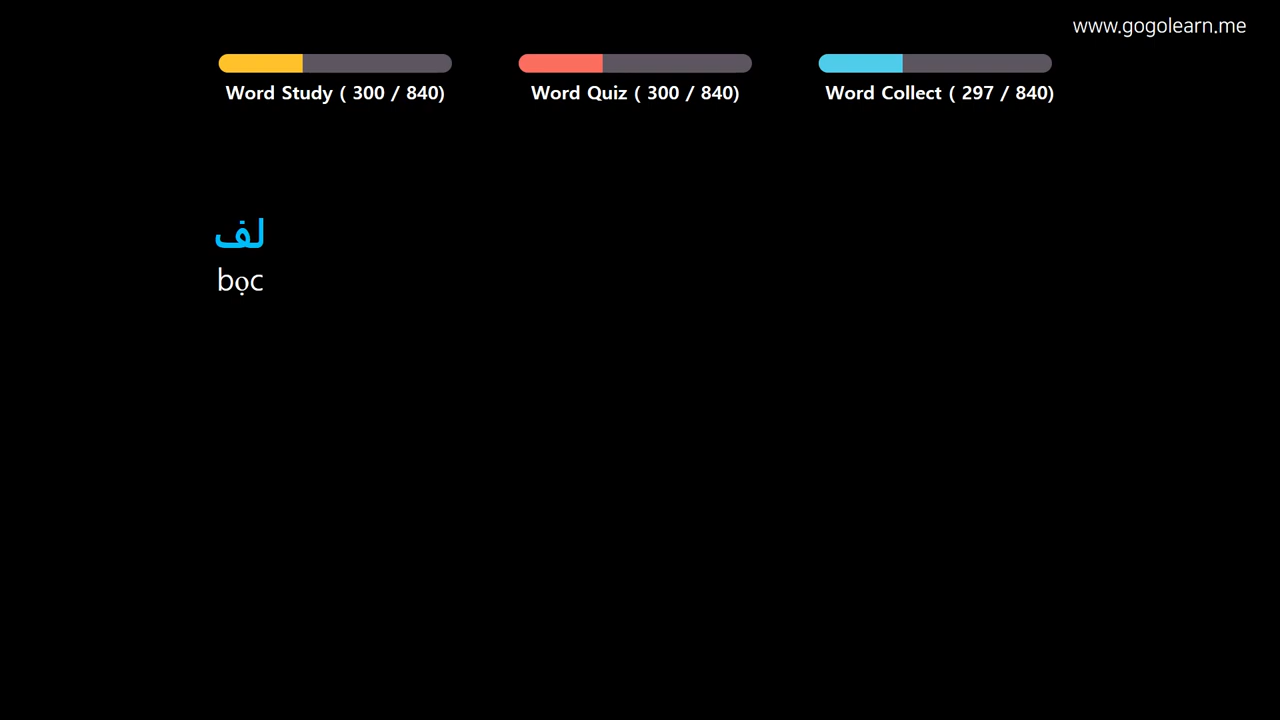 www.gogolearn.me
Word Study ( 300 / 840)
Word Quiz ( 300 / 840)
Word Collect ( 297 / 840)
لف
bọc